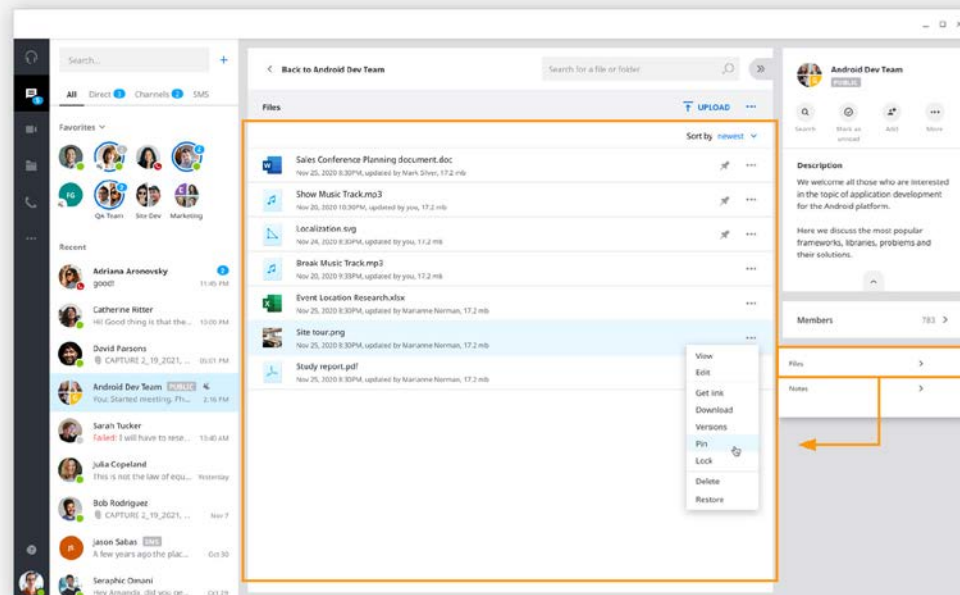 Search...
+
All Direct 2 Channels 2 SMS
Favorites
FG
QA Team Site Dev Marketing
Recent
Adriana Aronovsky
good! 11:45 PM
Catherine Ritter
Hi! Good thing is that the... 10:00 PM
David Parsons
CAPTURE 2_19_2021, ... 05:01 PM
Android Dev Team PUBLIC
You: Started meeting. Ph... 2:16 PM
Sarah Tucker
Failed: I will have to rese... 10:40 AM
Julia Copeland
This is not the law of equ... Yesterday
Bob Rodriguez
CAPTURE 2_19_2021, ... Nov 7
Jason Sabas SMS
A few years ago the plac... Oct 30
Seraphic Omani
Hey Amanda, did you ge... Oct 29
Back to Android Dev Team
Search for a file or folder
Files
UPLOAD
Sort by newest
Sales Conference Planning document.doc
Nov 25, 2020 8:30PM, updated by Mark Silver, 17.2 mb
Show Music Track.mp3
Nov 20, 2020 10:30PM, updated by you, 17.2 mb
Localization.svg
Nov 24, 2020 8:30PM, updated by you, 17.2 mb
Break Music Track.mp3
Nov 20, 2020 9:30PM, updated by you, 17.2 mb
Event Location Research.xlsx
Nov 25, 2020 8:30PM, updated by Marianne Norman, 17.2 mb
Site tour.png
Nov 25, 2020 8:30PM, updated by Marianne Norman, 17.2 mb
Study report.pdf
Nov 25, 2020 8:30PM, updated by Marianne Norman, 17.2 mb
View
Edit
Get link
Download
Versions
Pin
Lock
Delete
Restore
Android Dev Team
PUBLIC
Search Mark as unread Add More
Description
We welcome all those who are interested
in the topic of application development
for the Android platform.
Here we discuss the most popular
frameworks, libraries, problems and
their solutions.
Members 783
Files
Notes